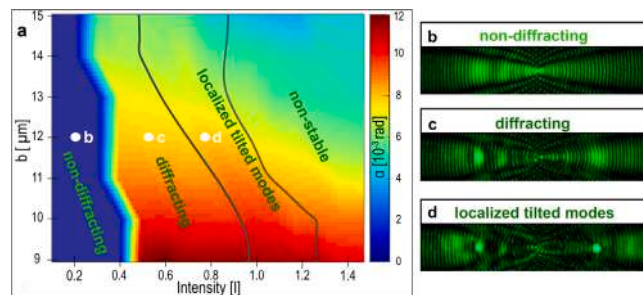 a
15
14
13
12
11
10
9
b [μm]
0.2 0.4 0.6 0.8 1.0 1.2 1.4
Intensity [I]
b
c
d
non-diffracting
diffracting
localized tilted modes
non-stable
12
10
8
6
4
2
0
α [10⁻³ rad]
b
non-diffracting
c
diffracting
d
localized tilted modes